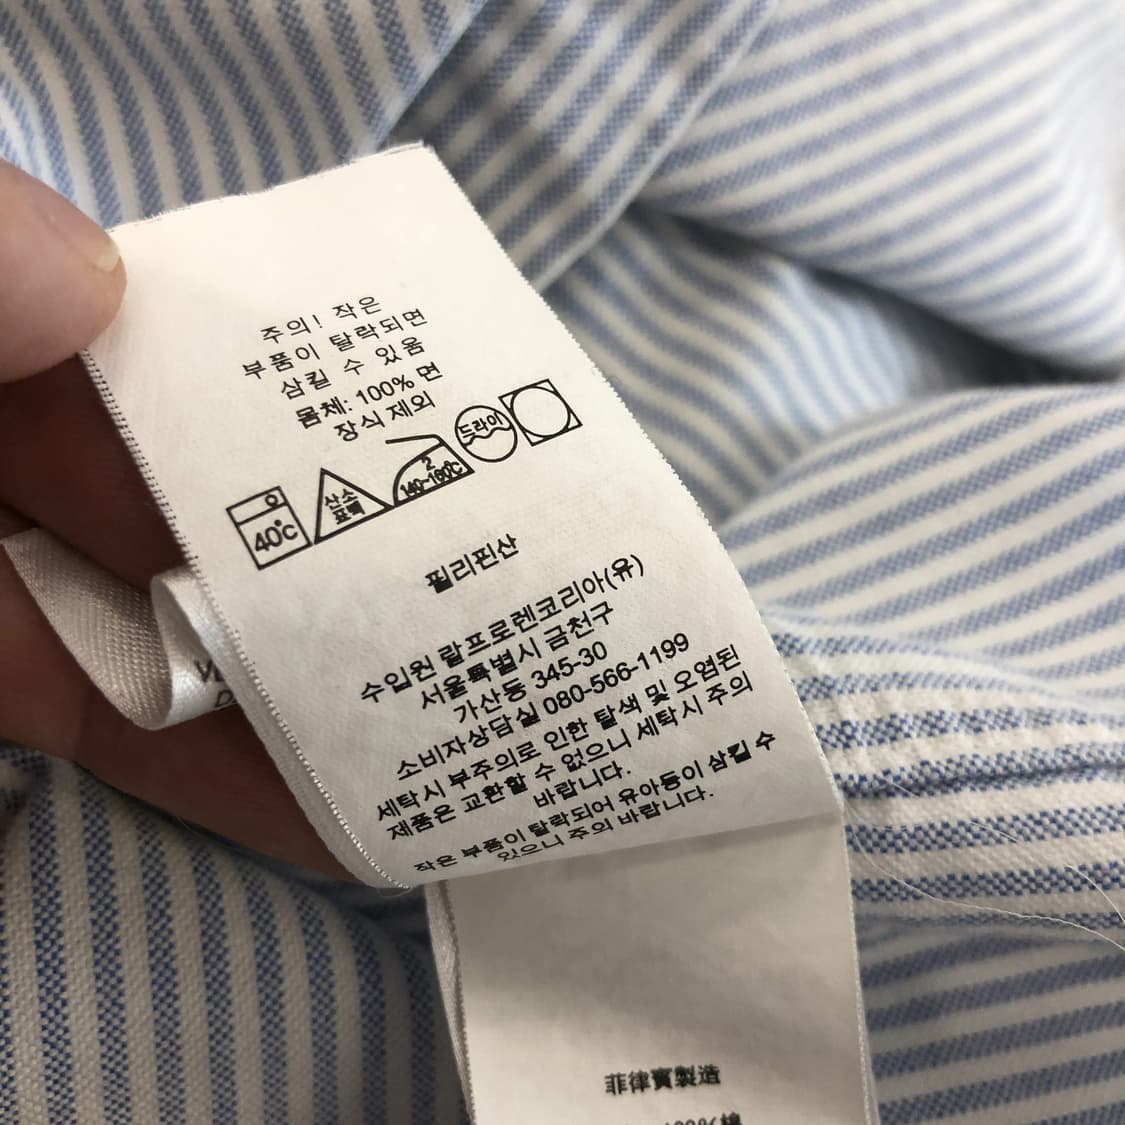 주의! 작은
부품이 탈락되면
삼킬 수 있음
몸체: 100% 면
장식 제외
40°C
산소
표백
2
140~160℃
드라이
필리핀산
수입원 랄프로렌코리아(유)
서울특별시 금천구
가산동 345-30
소비자상담실 080-566-1199
세탁시 부주의로 인한 탈색 및 오염된
제품은 교환할 수 없으니 세탁시 주의
바랍니다.
작은 부품이 탈락되어 유아등이 삼킬 수
있으니 주의 바랍니다.
菲律賓製造
100%棉